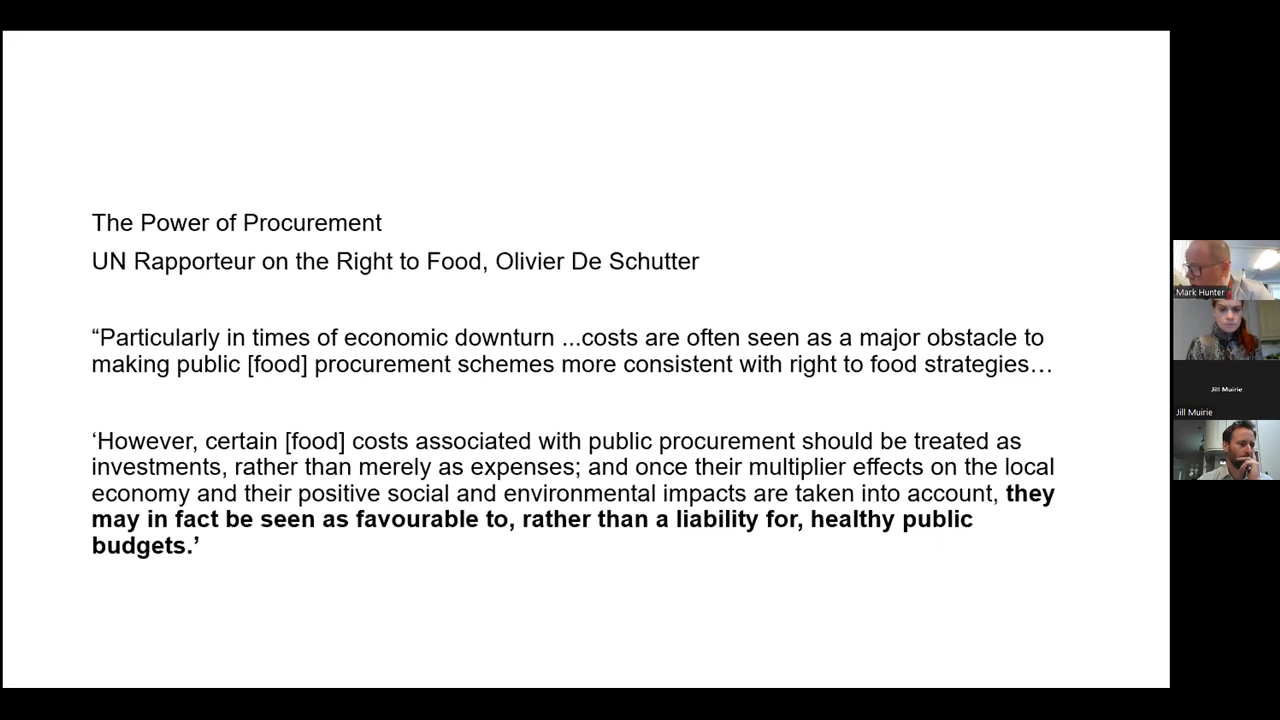 The Power of Procurement
UN Rapporteur on the Right to Food, Olivier De Schutter
“Particularly in times of economic downturn ...costs are often seen as a major obstacle to
making public [food] procurement schemes more consistent with right to food strategies…
‘However, certain [food] costs associated with public procurement should be treated as
investments, rather than merely as expenses; and once their multiplier effects on the local
economy and their positive social and environmental impacts are taken into account, they
may in fact be seen as favourable to, rather than a liability for, healthy public
budgets.’
Mark Hunter
Jill Muirie
Jill Muirie